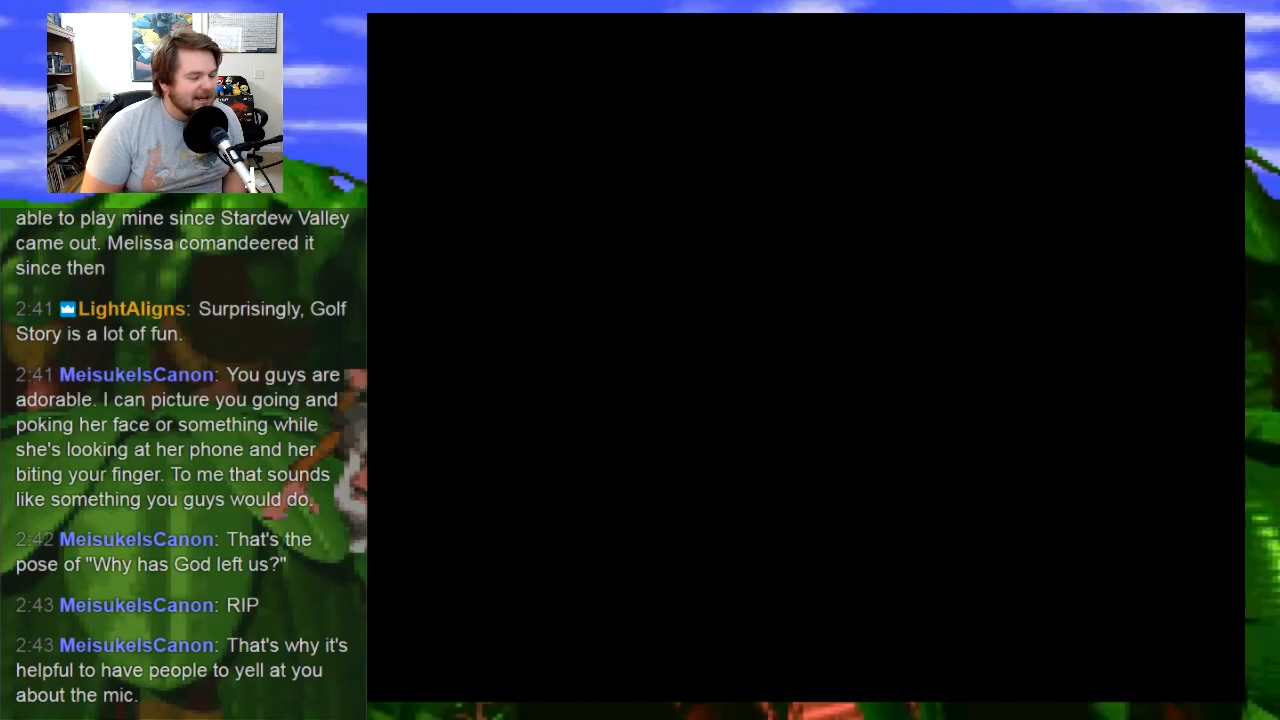 able to play mine since Stardew Valley
came out. Melissa comandeered it
since then
2:41 LightAligns: Surprisingly, Golf
Story is a lot of fun.
2:41 MeisukeIsCanon: You guys are
adorable. I can picture you going and
poking her face or something while
she's looking at her phone and her
biting your finger. To me that sounds
like something you guys would do.
2:42 MeisukeIsCanon: That's the
pose of "Why has God left us?"
2:43 MeisukeIsCanon: RIP
2:43 MeisukeIsCanon: That's why it's
helpful to have people to yell at you
about the mic.